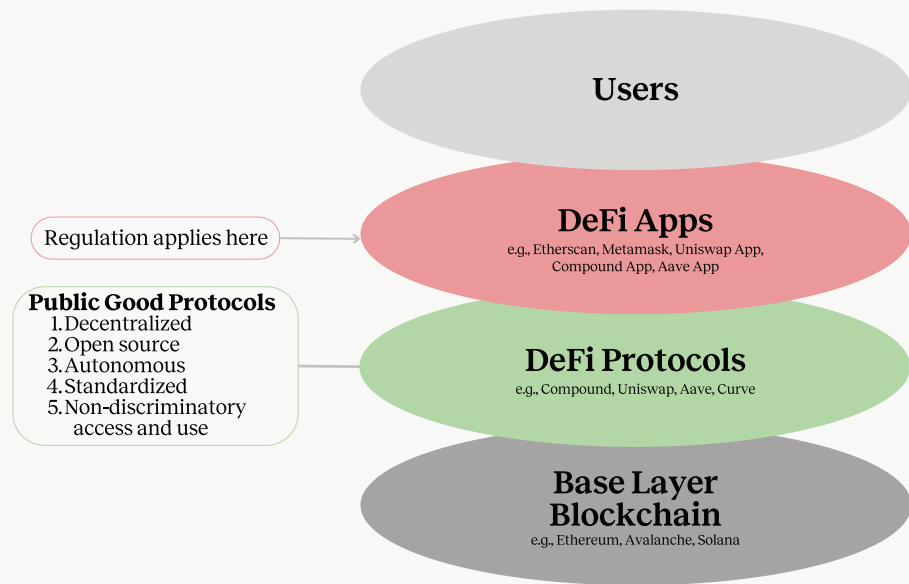 Users
DeFi Apps
e.g., Etherscan, Metamask, Uniswap App,
Compound App, Aave App
Regulation applies here
Public Good Protocols
1. Decentralized
2. Open source
3. Autonomous
4. Standardized
5. Non-discriminatory
access and use
DeFi Protocols
e.g., Compound, Uniswap, Aave, Curve
Base Layer
Blockchain
e.g., Ethereum, Avalanche, Solana